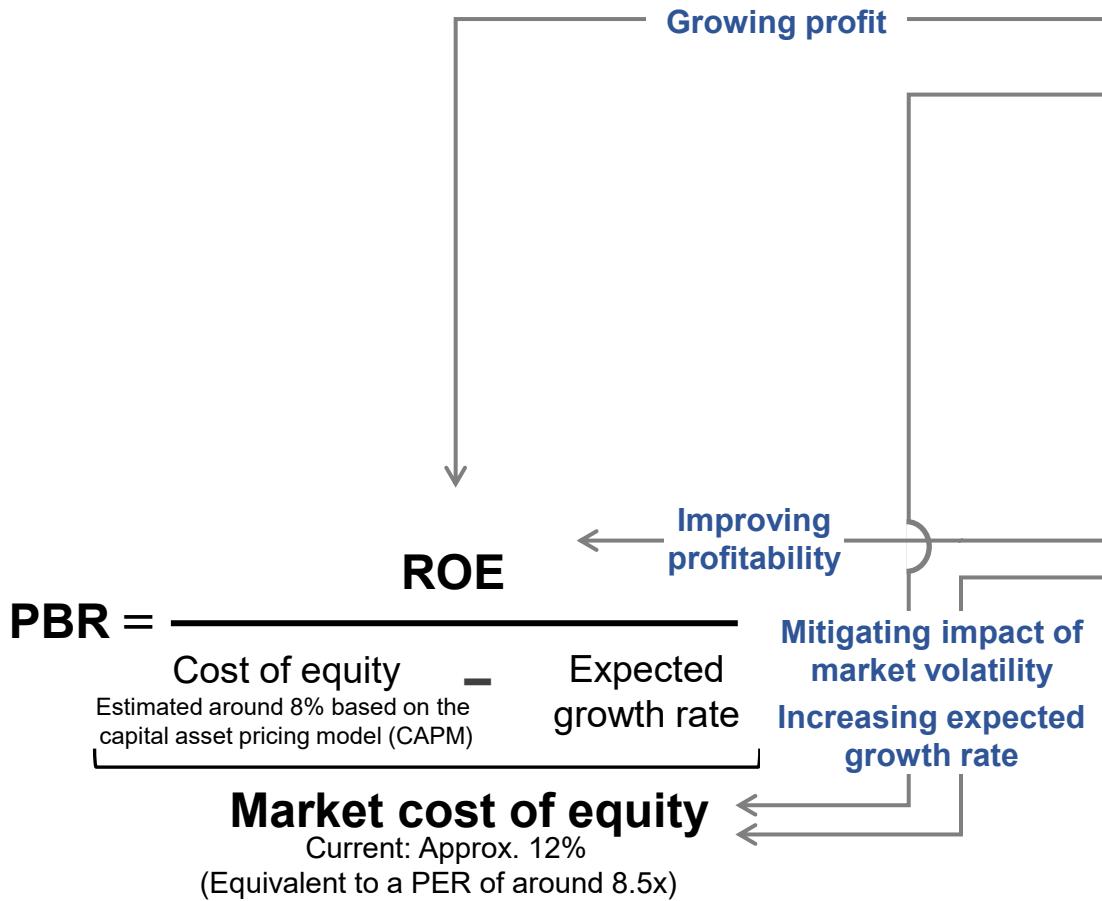 Growing profit
Improving
profitability
ROE
PBR =
Cost of equity
Estimated around 8% based on the
capital asset pricing model (CAPM)
–
Expected
growth rate
Mitigating impact of
market volatility
Increasing expected
growth rate
Market cost of equity
Current: Approx. 12%
(Equivalent to a PER of around 8.5x)